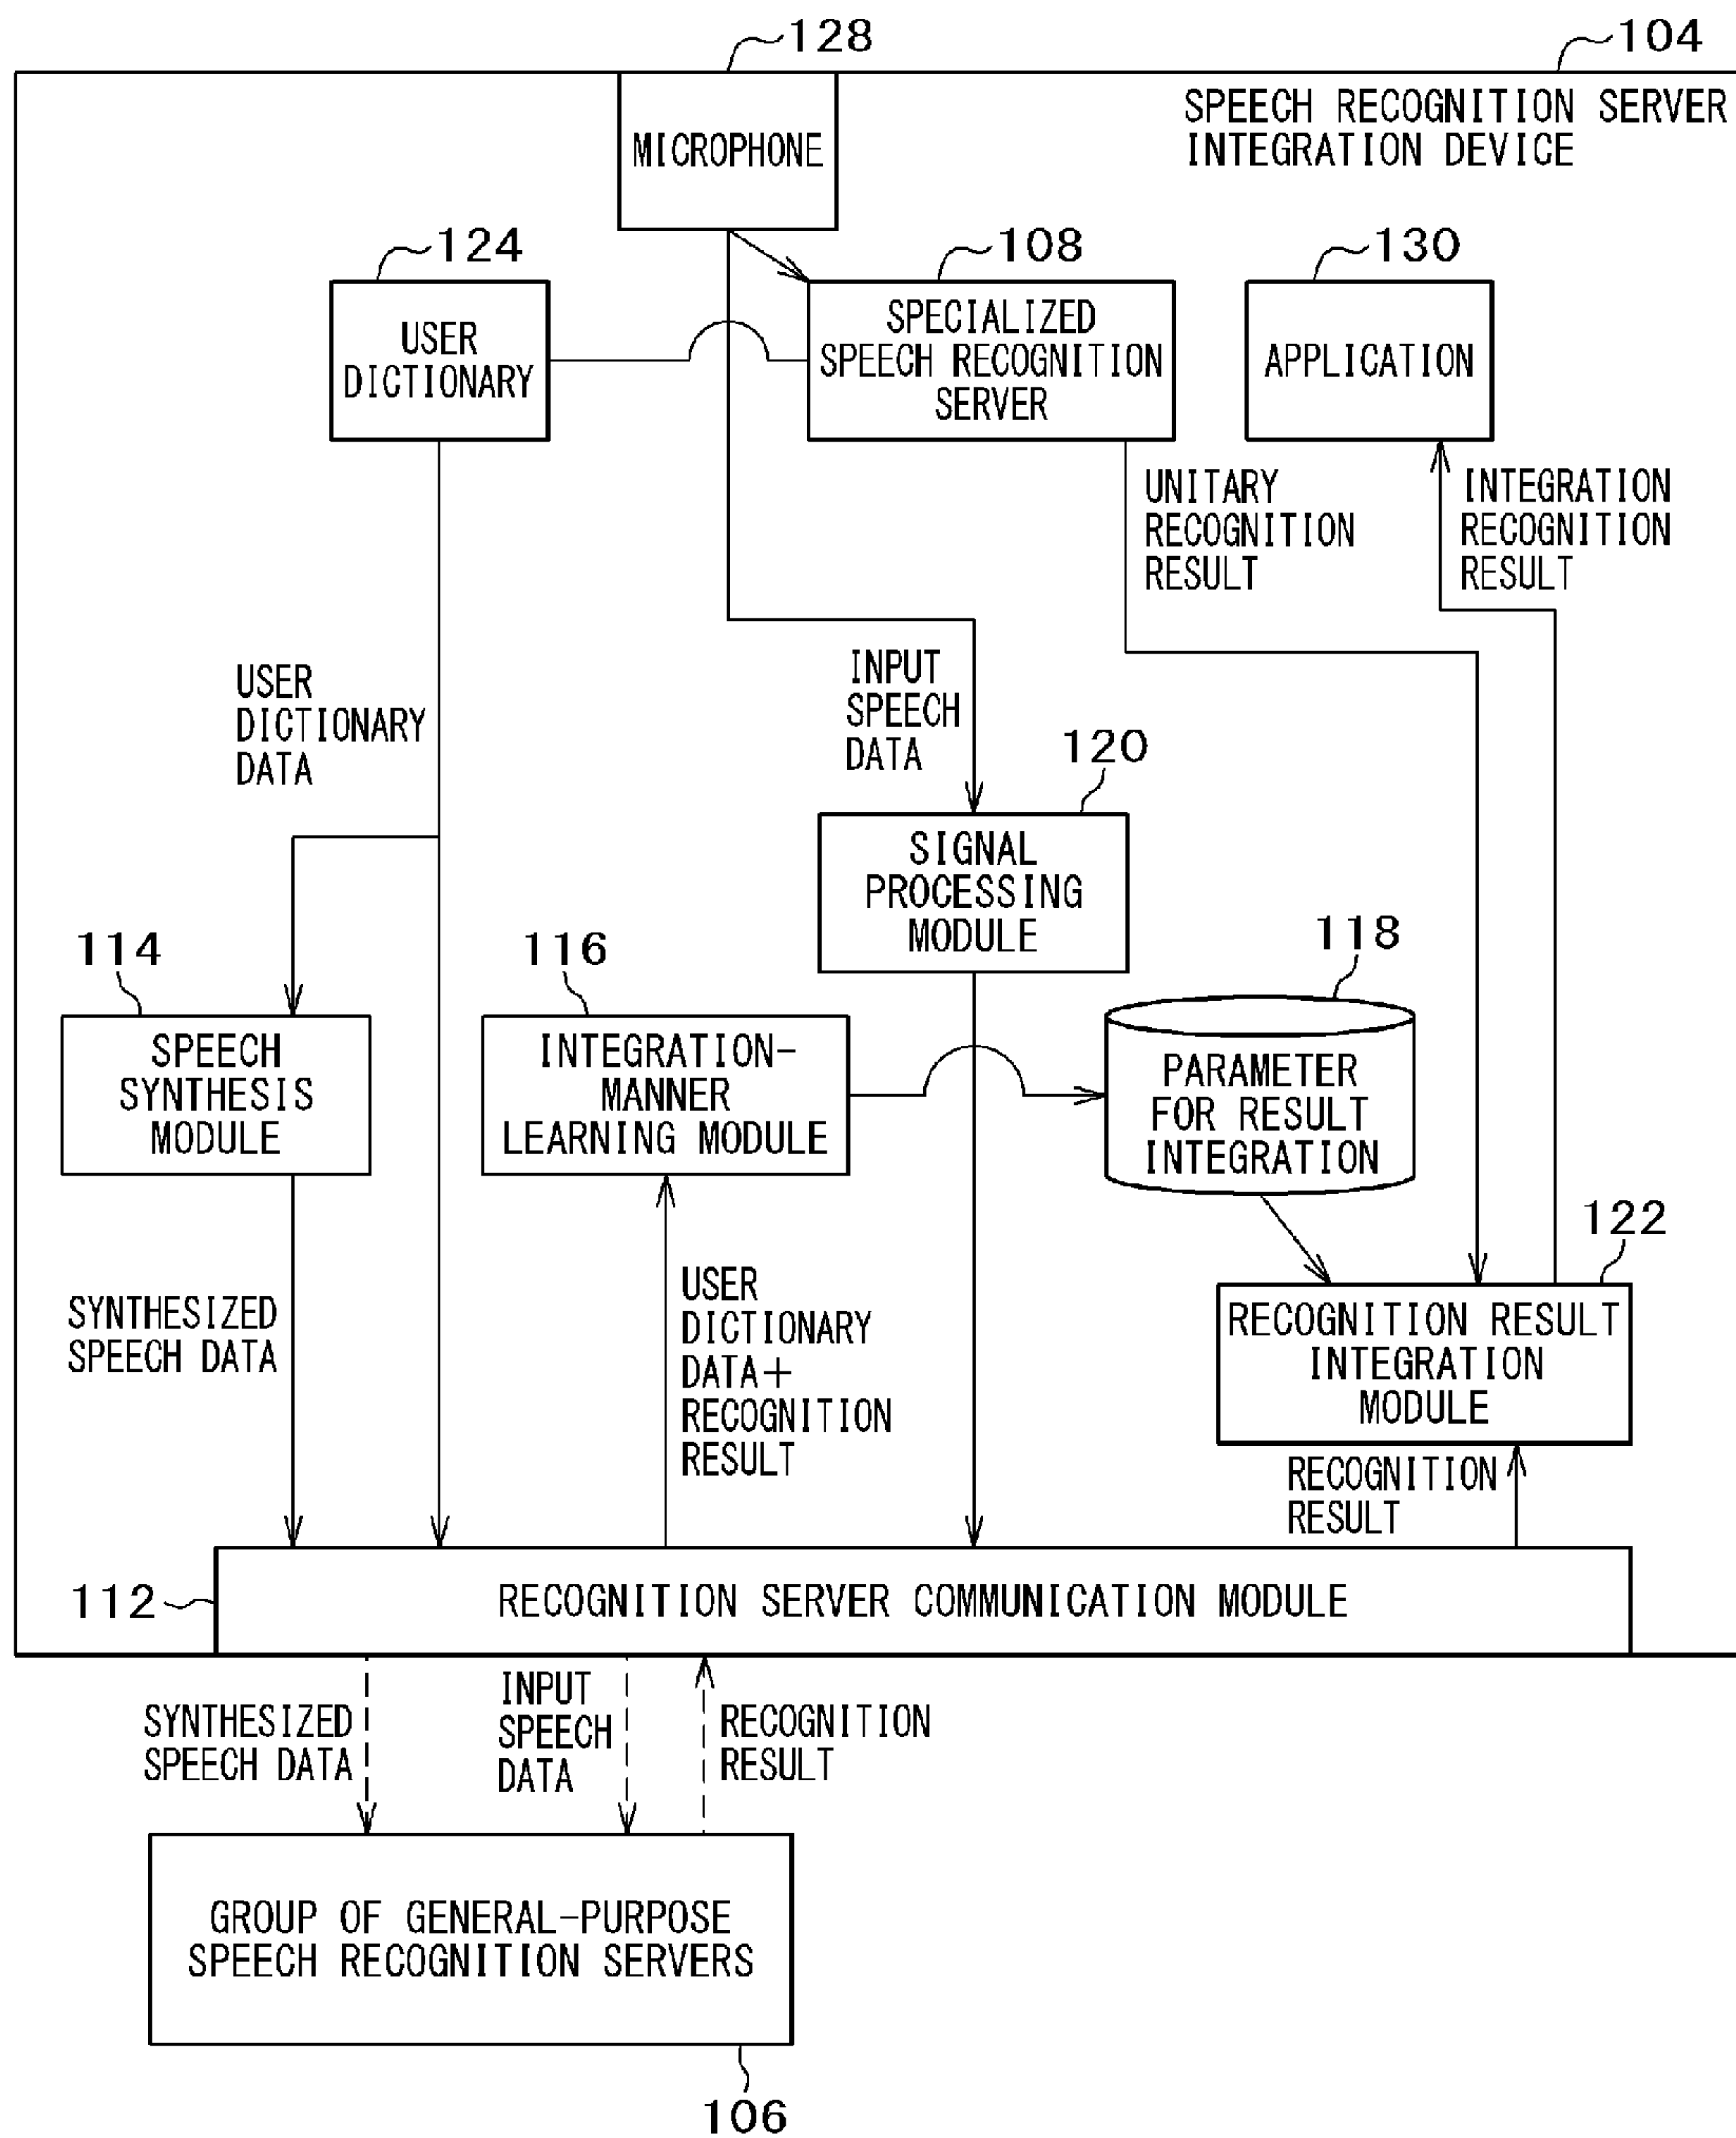 128
104
SPEECH RECOGNITION SERVER
INTEGRATION DEVICE
MICROPHONE
124
108
130
USER
DICTIONARY
SPECIALIZED
SPEECH RECOGNITION
SERVER
APPLICATION
UNITARY
RECOGNITION
RESULT
INTEGRATION
RECOGNITION
RESULT
USER
DICTIONARY
DATA
INPUT
SPEECH
DATA
120
SIGNAL
PROCESSING
MODULE
114
116
118
SPEECH
SYNTHESIS
MODULE
INTEGRATION-
MANNER
LEARNING MODULE
PARAMETER
FOR RESULT
INTEGRATION
122
SYNTHESIZED
SPEECH DATA
USER
DICTIONARY
DATA+
RECOGNITION
RESULT
RECOGNITION RESULT
INTEGRATION
MODULE
RECOGNITION
RESULT
112
RECOGNITION SERVER COMMUNICATION MODULE
SYNTHESIZED
SPEECH DATA
INPUT
SPEECH
DATA
RECOGNITION
RESULT
GROUP OF GENERAL-PURPOSE
SPEECH RECOGNITION SERVERS
106